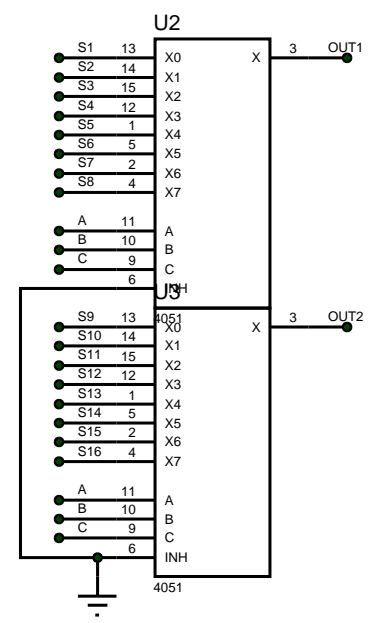 U2
S1 13 X0 X 3 OUT1
S2 14 X1
S3 15 X2
S4 12 X3
S5 1 X4
S6 5 X5
S7 2 X6
S8 4 X7
A 11 A
B 10 B
C 9 C
6 INH
U3
4051
S9 13 X0 X 3 OUT2
S10 14 X1
S11 15 X2
S12 12 X3
S13 1 X4
S14 5 X5
S15 2 X6
S16 4 X7
A 11 A
B 10 B
C 9 C
6 INH
4051